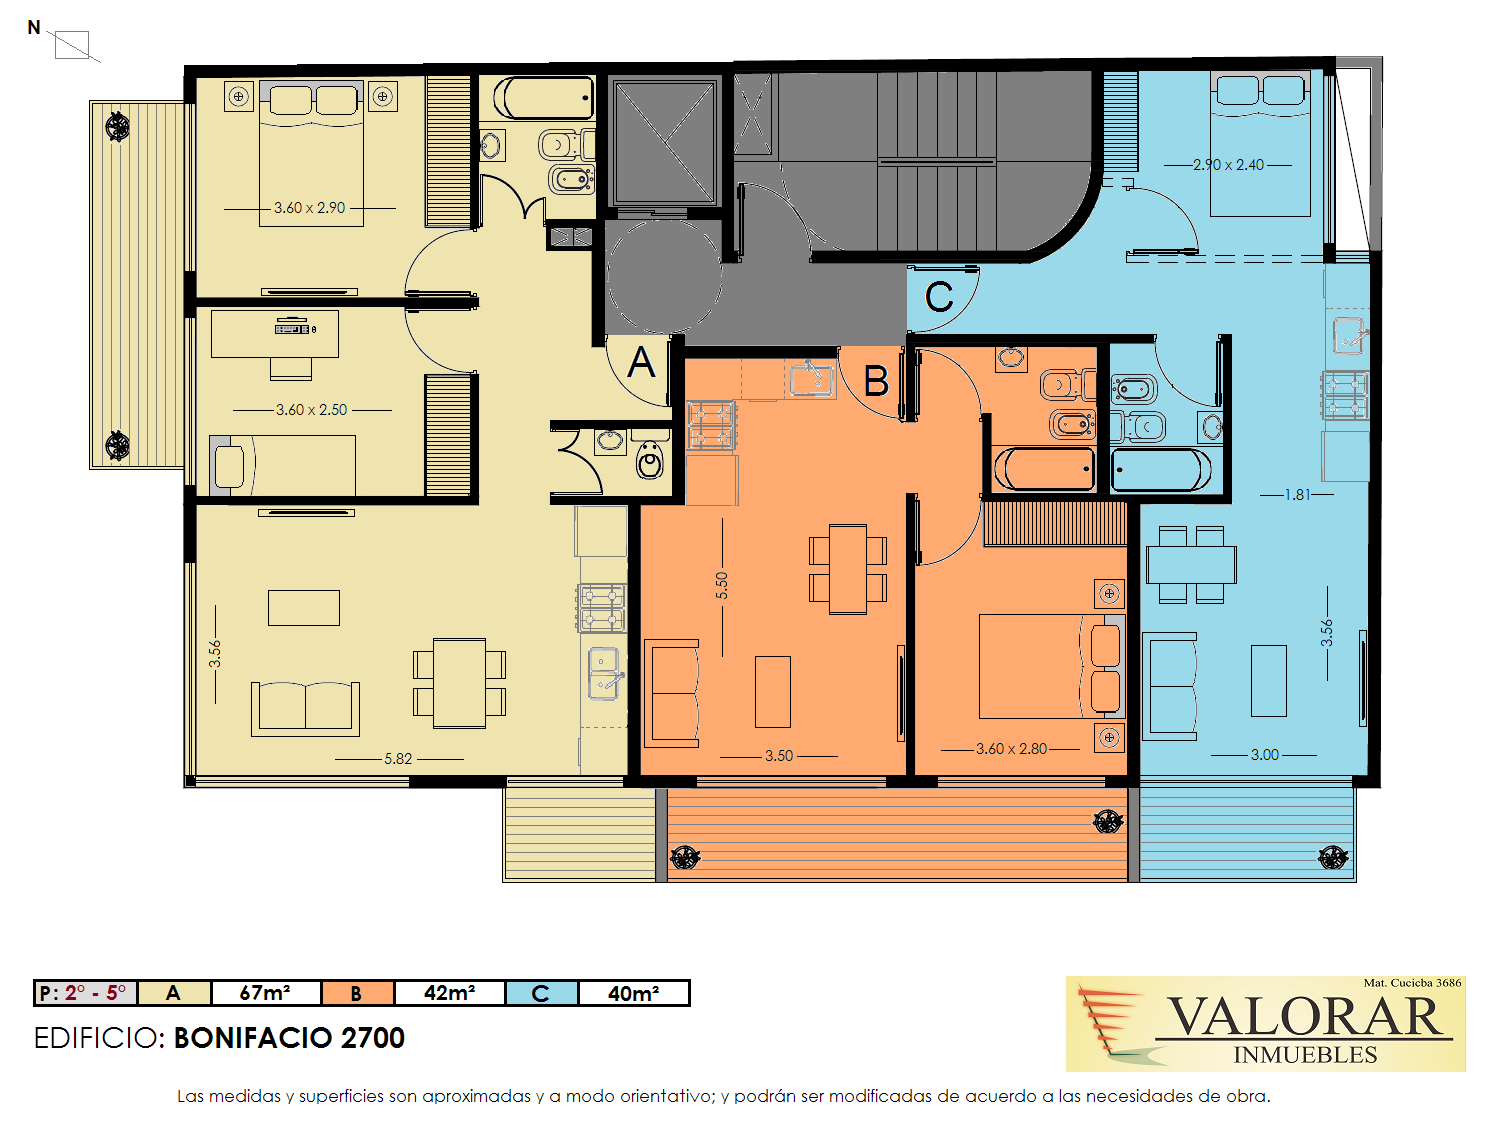 N
3.60 x 2.90
2.90 x 2.40
C
A
B
3.60 x 2.50
1.81
5.50
3.56
3.56
5.82
3.50
3.60 x 2.80
3.00
P: 2° - 5° A 67m² B 42m² C 40m²
EDIFICIO: BONIFACIO 2700
Mat. Cucicba 3686
VALORAR
INMUEBLES
Las medidas y superficies son aproximadas y a modo orientativo; y podrán ser modificadas de acuerdo a las necesidades de obra.